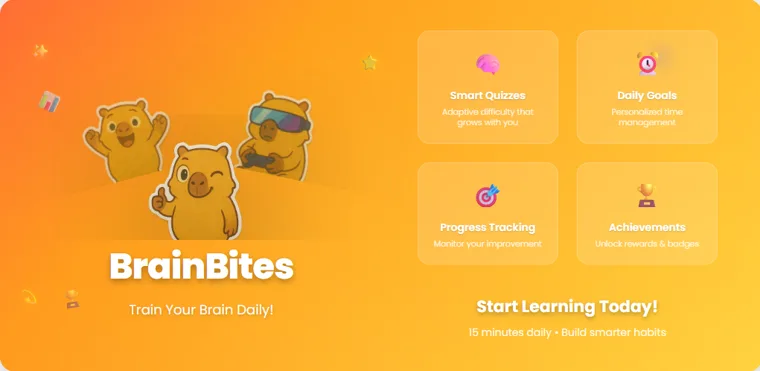 BrainBites
Train Your Brain Daily!
Smart Quizzes
Adaptive difficulty that
grows with you
Daily Goals
Personalized time
management
Progress Tracking
Monitor your improvement
Achievements
Unlock rewards & badges
Start Learning Today!
15 minutes daily • Build smarter habits